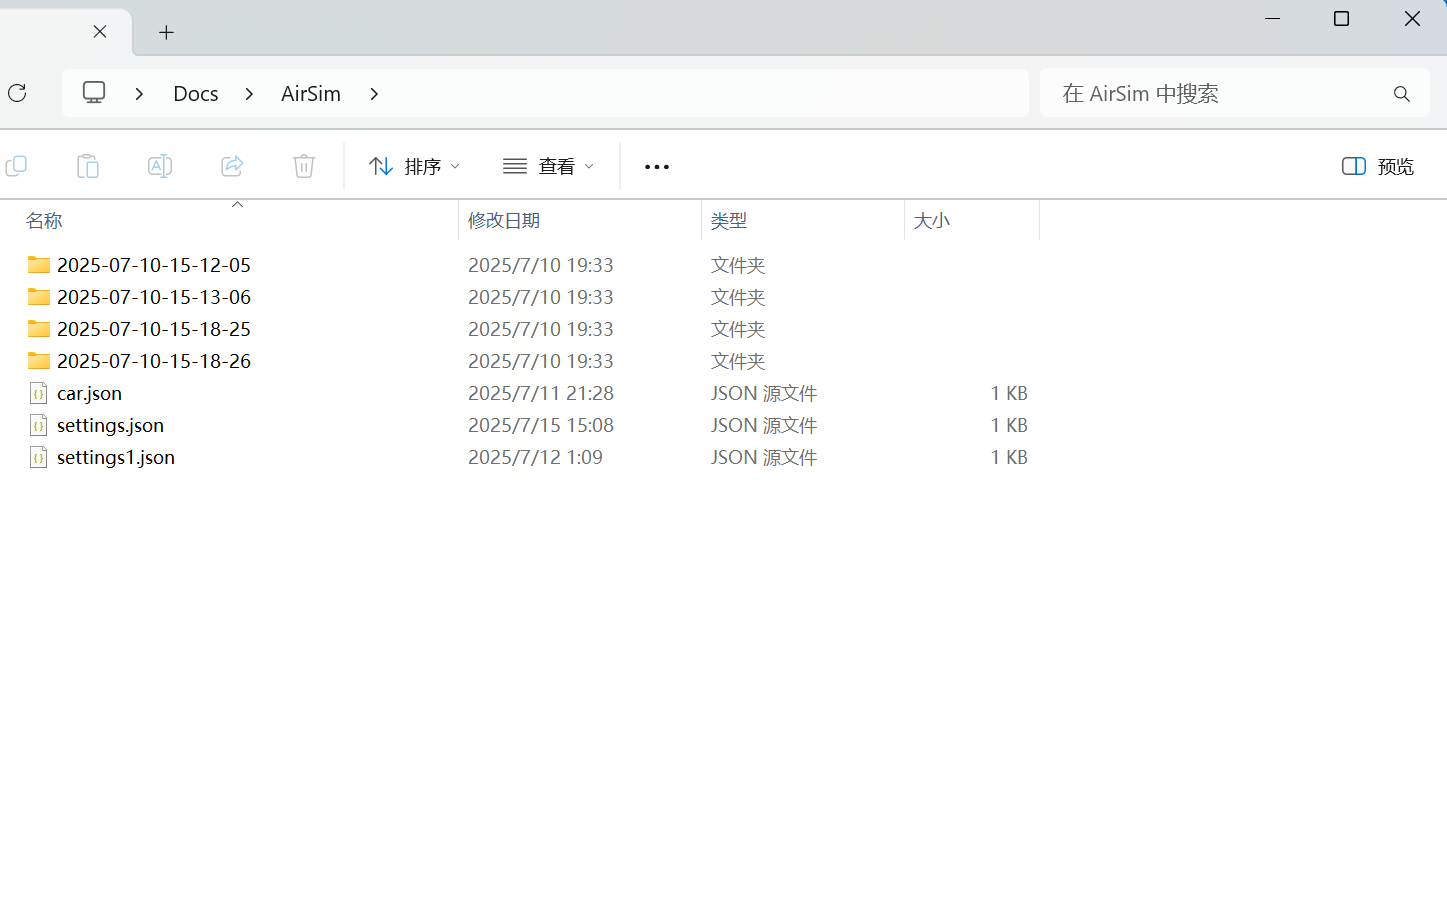 Docs AirSim 在 AirSim 中搜索
排序 查看 预览
名称 修改日期 类型 大小
2025-07-10-15-12-05 2025/7/10 19:33 文件夹
2025-07-10-15-13-06 2025/7/10 19:33 文件夹
2025-07-10-15-18-25 2025/7/10 19:33 文件夹
2025-07-10-15-18-26 2025/7/10 19:33 文件夹
car.json 2025/7/11 21:28 JSON 源文件 1 KB
settings.json 2025/7/15 15:08 JSON 源文件 1 KB
settings1.json 2025/7/12 1:09 JSON 源文件 1 KB